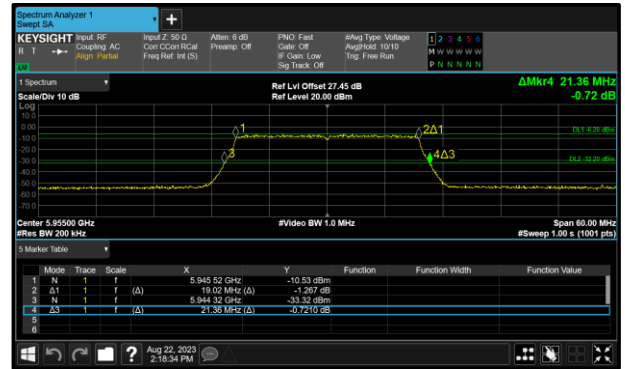 Spectrum Analyzer 1
Swept SA
+
KEYSIGHT Input: RF Input Z: 50 Ω Atten: 6 dB PNO: Fast #Avg Type: Voltage 1 2 3 4 5 6
R T Coupling: AC Corr CCorr RCal Preamp: Off Gate: Off Avg|Hold: 10/10 M W W W W W
Align: Partial Freq Ref: Int (S) IF Gain: Low Trig: Free Run
Sig Track: Off P N N N N N
1 Spectrum Ref Lvl Offset 27.45 dB ΔMkr4 21.36 MHz
Scale/Div 10 dB Ref Level 20.00 dBm -0.72 dB
Log
10.0
0.00 1 2Δ1 DL1 -6.20 dBm
-10.0
-20.0 3 4Δ3
-30.0 DL2 -32.20 dBm
-40.0
-50.0
-60.0
-70.0
Center 5.95500 GHz #Video BW 1.0 MHz Span 60.00 MHz
#Res BW 200 kHz #Sweep 1.00 s (1001 pts)
5 Marker Table
Mode Trace Scale X Y Function Function Width Function Value
1 N 1 f 5.945 52 GHz -10.53 dBm
2 Δ1 1 f (Δ) 19.02 MHz (Δ) -1.267 dB
3 N 1 f 5.944 32 GHz -33.32 dBm
4 Δ3 1 f (Δ) 21.36 MHz (Δ) -0.7210 dB
5
6
? Aug 22, 2023
2:18:34 PM